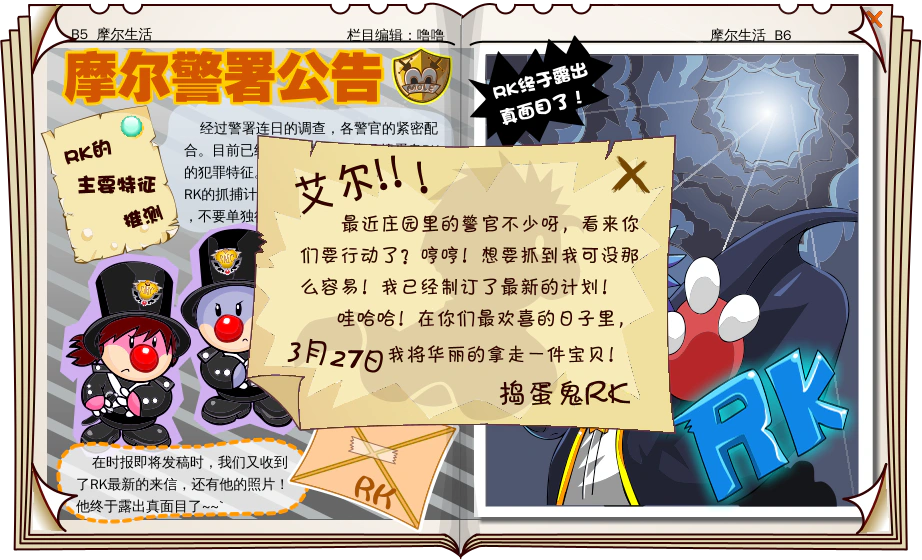 B5 摩尔生活
栏目编辑：噜噜
摩尔警署公告
MOLE
RK的
主要特征
推测
经过警署连日的调查，各警官的紧密配
合。目前已
的犯罪特征
RK的抓捕计
，不要单独
艾尔!!！
最近庄园里的警官不少呀，看来你
们要行动了？哼哼！想要抓到我可没那
么容易！我已经制订了最新的计划！
哇哈哈！在你们最欢喜的日子里，
3月27日我将华丽的拿走一件宝贝！
捣蛋鬼RK
在时报即将发稿时，我们又收到
了RK最新的来信，还有他的照片！
他终于露出真面目了~~`
RK
摩尔生活 B6
RK终于露出
真面目了！
RK